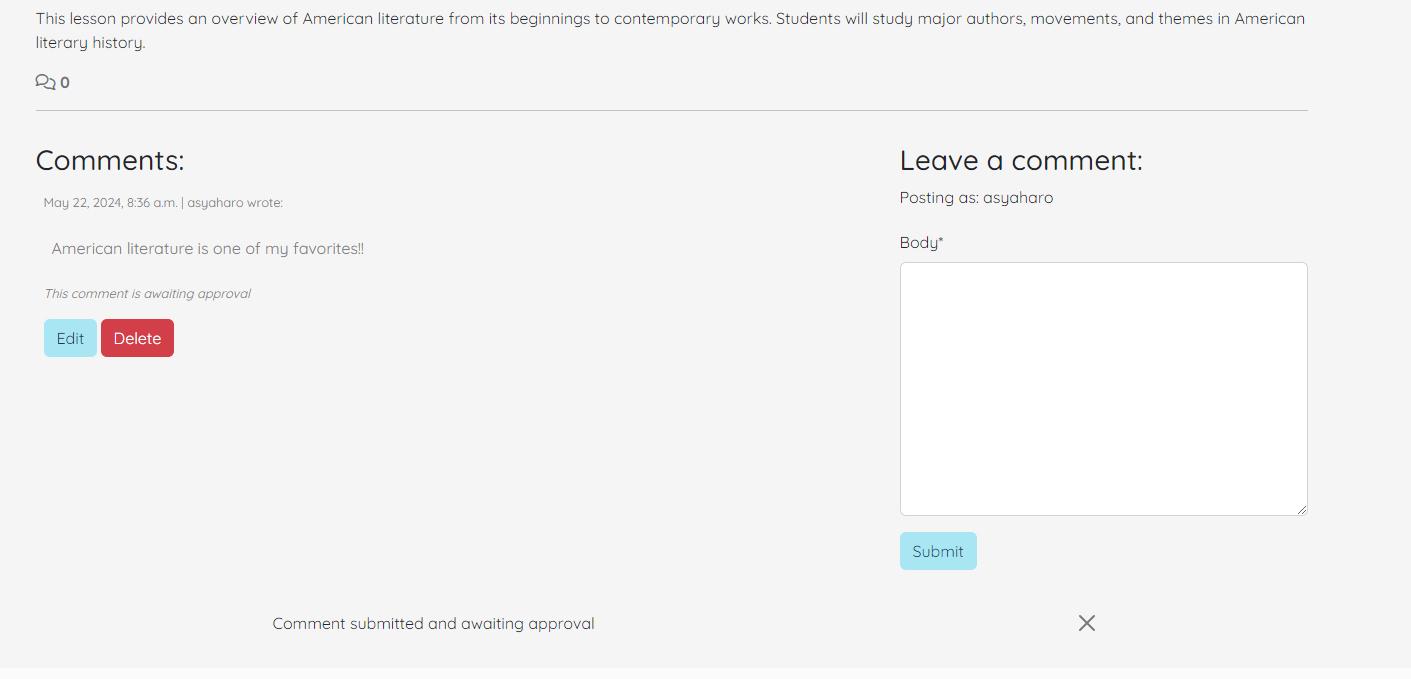 This lesson provides an overview of American literature from its beginnings to contemporary works. Students will study major authors, movements, and themes in American
literary history.
0
Comments:
May 22, 2024, 8:36 a.m. | asyaharo wrote:
American literature is one of my favorites!!
This comment is awaiting approval
Edit Delete
Leave a comment:
Posting as: asyaharo
Body*
Submit
Comment submitted and awaiting approval